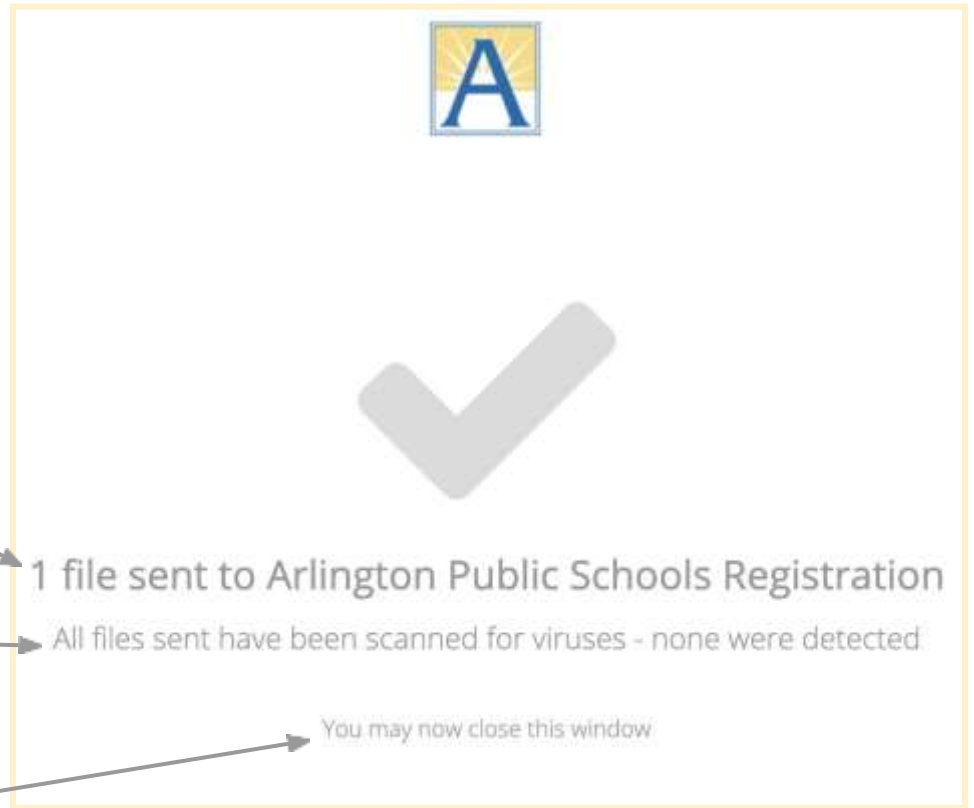 A
1 file sent to Arlington Public Schools Registration
All files sent have been scanned for viruses - none were detected
You may now close this window